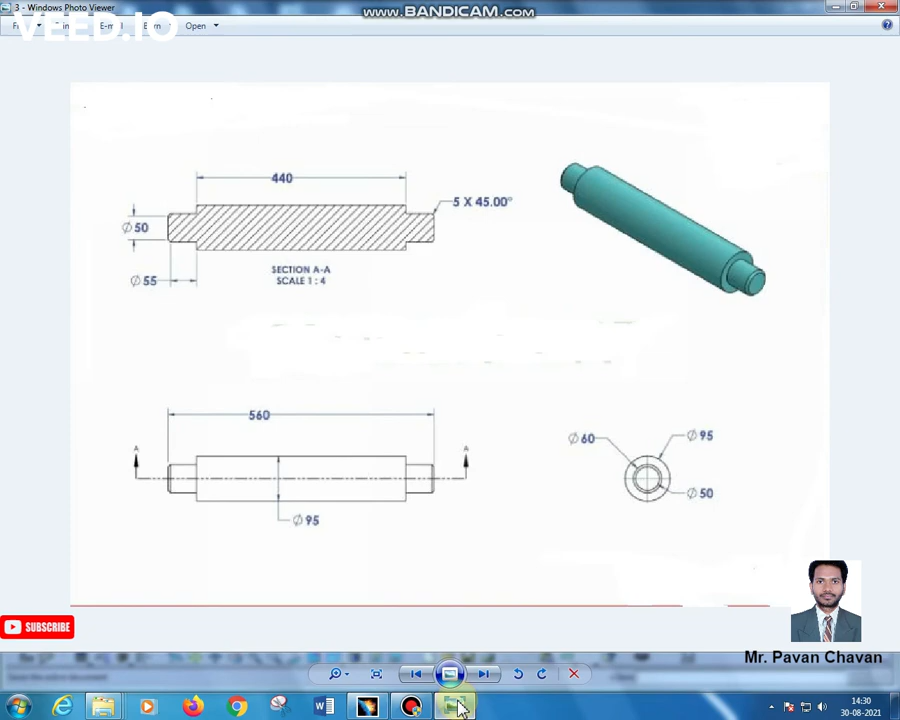 3 - Windows Photo Viewer
WWW.BANDICAM.COM
Open
VEED.IO
440
5 X 45.00°
∅ 50
∅ 55
SECTION A-A
SCALE 1 : 4
560
A
A
∅ 60
∅ 95
∅ 50
∅ 95
SUBSCRIBE
Mr. Pavan Chavan
14:30
30-08-2021